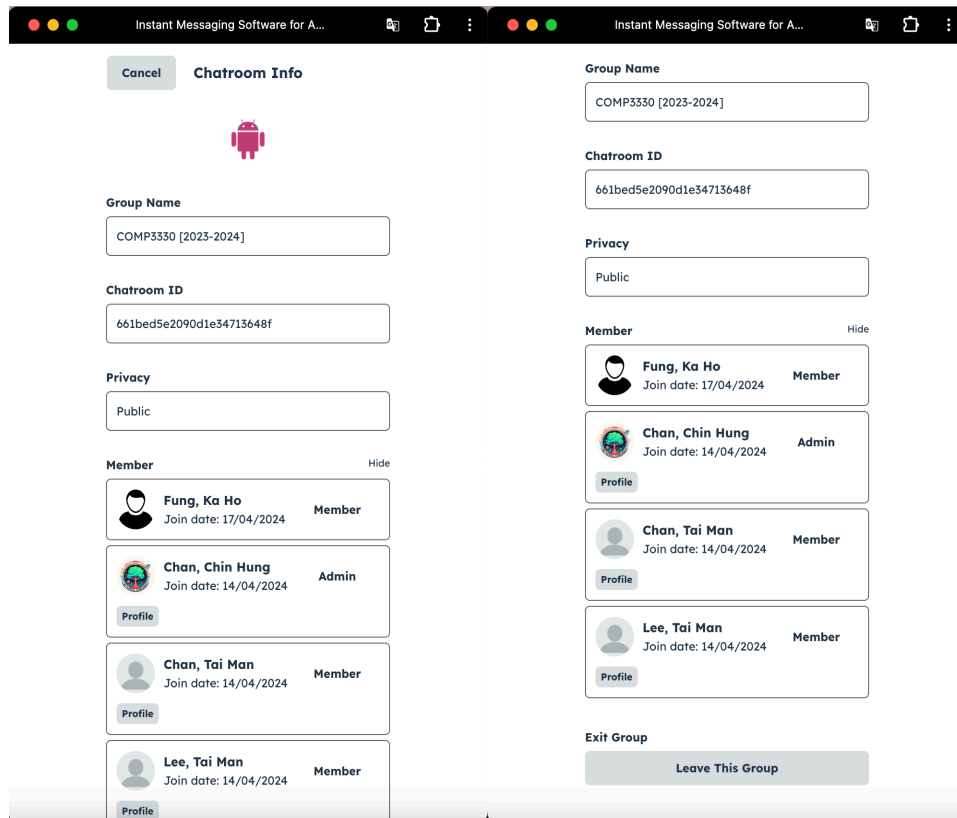 Instant Messaging Software for A...
Cancel
Chatroom Info
Group Name
COMP3330 [2023-2024]
Chatroom ID
661bed5e2090d1e34713648f
Privacy
Public
Member
Hide
Fung, Ka Ho
Join date: 17/04/2024
Member
Chan, Chin Hung
Join date: 14/04/2024
Admin
Profile
Chan, Tai Man
Join date: 14/04/2024
Member
Profile
Lee, Tai Man
Join date: 14/04/2024
Member
Profile
Instant Messaging Software for A...
Group Name
COMP3330 [2023-2024]
Chatroom ID
661bed5e2090d1e34713648f
Privacy
Public
Member
Hide
Fung, Ka Ho
Join date: 17/04/2024
Member
Chan, Chin Hung
Join date: 14/04/2024
Admin
Profile
Chan, Tai Man
Join date: 14/04/2024
Member
Profile
Lee, Tai Man
Join date: 14/04/2024
Member
Profile
Exit Group
Leave This Group